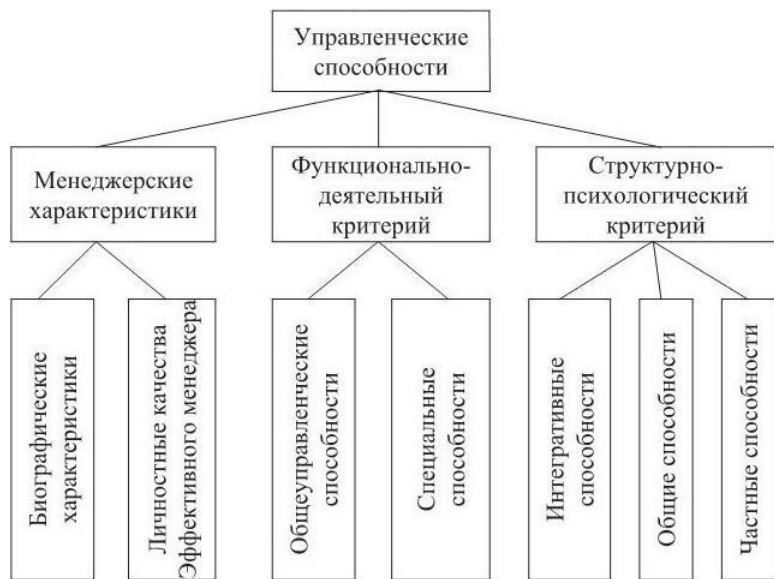 Управленческие
способности
Менеджерские
характеристики
Функционально-
деятельный
критерий
Структурно-
психологический
критерий
Биографические
характеристики
Личностные качества
Эффективного менеджера
Общеуправленческие
способности
Специальные
способности
Интегративные
способности
Общие способности
Частные способности